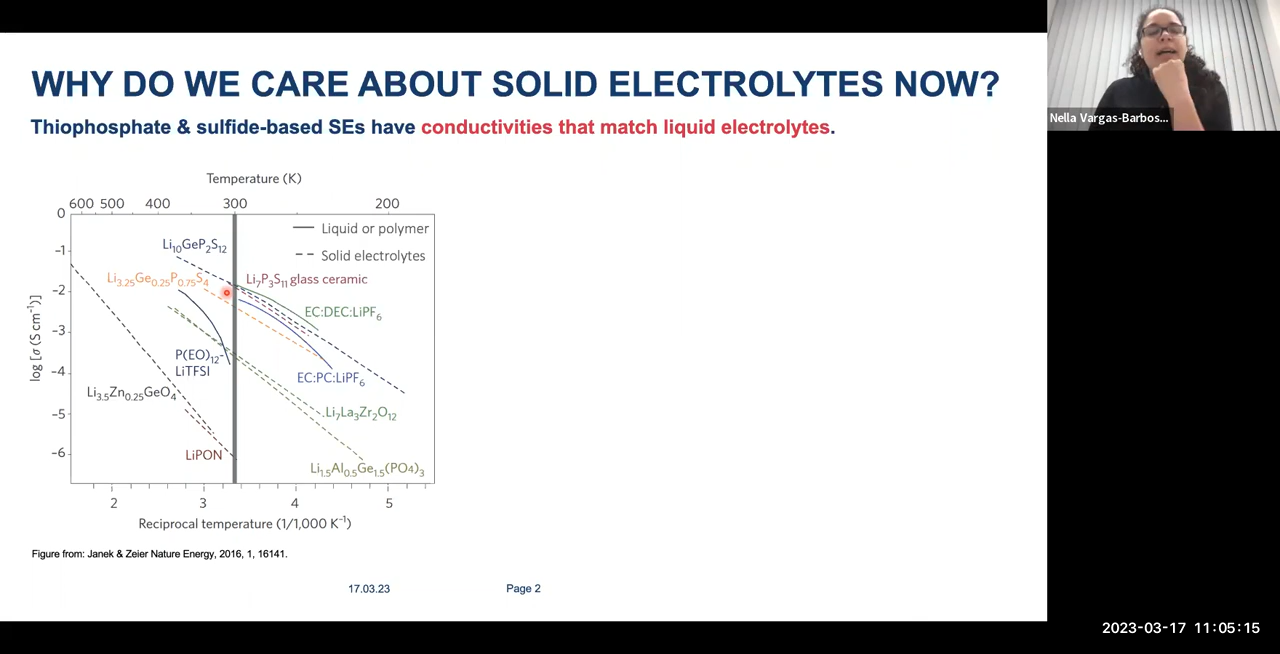 WHY DO WE CARE ABOUT SOLID ELECTROLYTES NOW?
Thiophosphate & sulfide-based SEs have conductivities that match liquid electrolytes.
Nella Vargas-Barbos...
Temperature (K)
600 500 400 300 200
0
-1
-2
-3
-4
-5
-6
log [σ (S cm⁻¹)]
Liquid or polymer
Solid electrolytes
Li₁₀GeP₂S₁₂
Li₃.₂₅Ge₀.₂₅P₀.₇₅S₄
Li₇P₃S₁₁ glass ceramic
EC:DEC:LiPF₆
P(EO)₁₂-
LiTFSI
EC:PC:LiPF₆
Li₃.₅Zn₀.₂₅GeO₄
Li₇La₃Zr₂O₁₂
LiPON
Li₁.₅Al₀.₅Ge₁.₅(PO4)₃
2 3 4 5
Reciprocal temperature (1/1,000 K⁻¹)
Figure from: Janek & Zeier Nature Energy, 2016, 1, 16141.
17.03.23 Page 2
2023-03-17 11:05:15